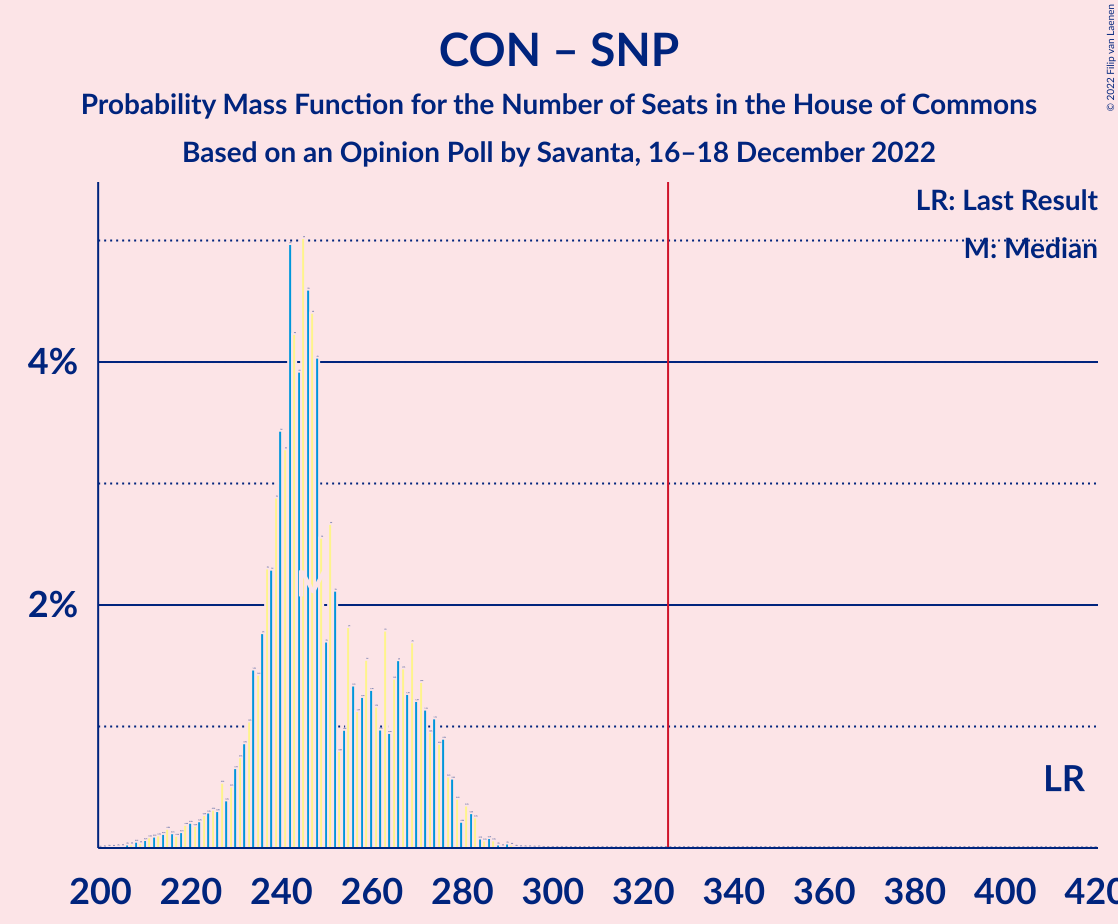 CON – SNP
Probability Mass Function for the Number of Seats in the House of Commons
Based on an Opinion Poll by Savanta, 16–18 December 2022
© 2022 Filip van Laenen
LR: Last Result
M: Median
4%
2%
M
LR
200 220 240 260 280 300 320 340 360 380 400 420